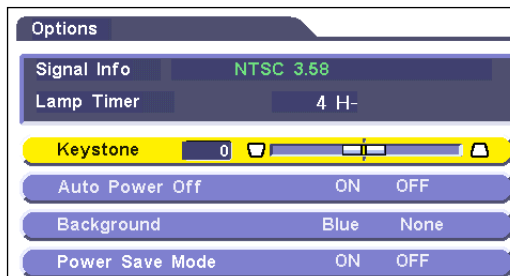 Options
Signal Info NTSC 3.58
Lamp Timer 4 H-
Keystone 0
Auto Power Off ON OFF
Background Blue None
Power Save Mode ON OFF